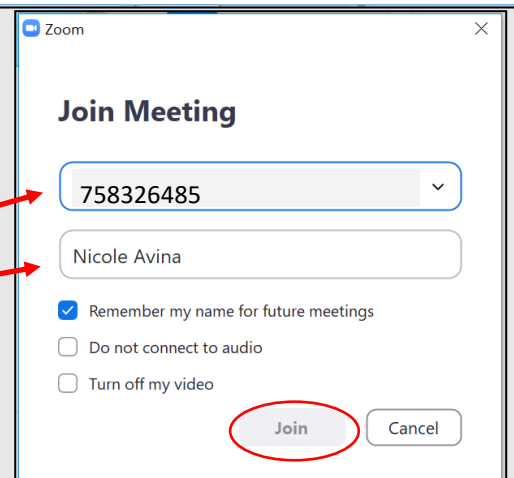 Zoom
Join Meeting
758326485
Nicole Avina
Remember my name for future meetings
Do not connect to audio
Turn off my video
Join Cancel